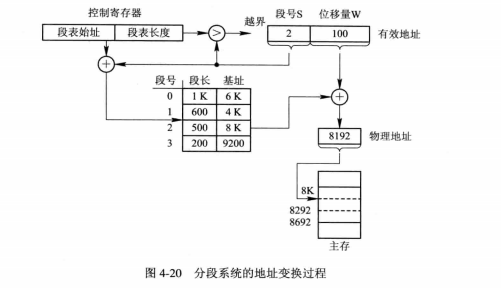 控制寄存器
段表始址 段表长度
>
越界
段号S 位移量W
2 100
有效地址
+
段号 段长 基址
0 1 K 6 K
1 600 4 K
2 500 8 K
3 200 9200
+
8192 物理地址
8K
8292
8692
主存
图 4-20 分段系统的地址变换过程